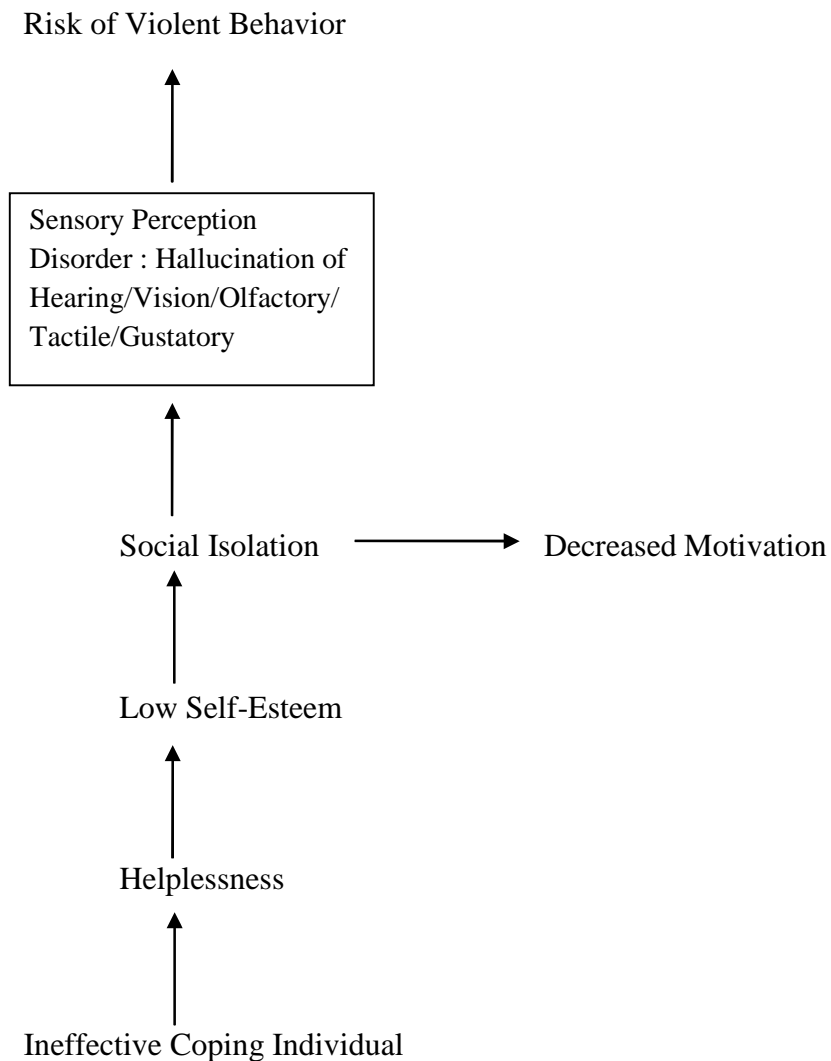 Risk of Violent Behavior
Sensory Perception
Disorder : Hallucination of
Hearing/Vision/Olfactory/
Tactile/Gustatory
Social Isolation
Decreased Motivation
Low Self-Esteem
Helplessness
Ineffective Coping Individual